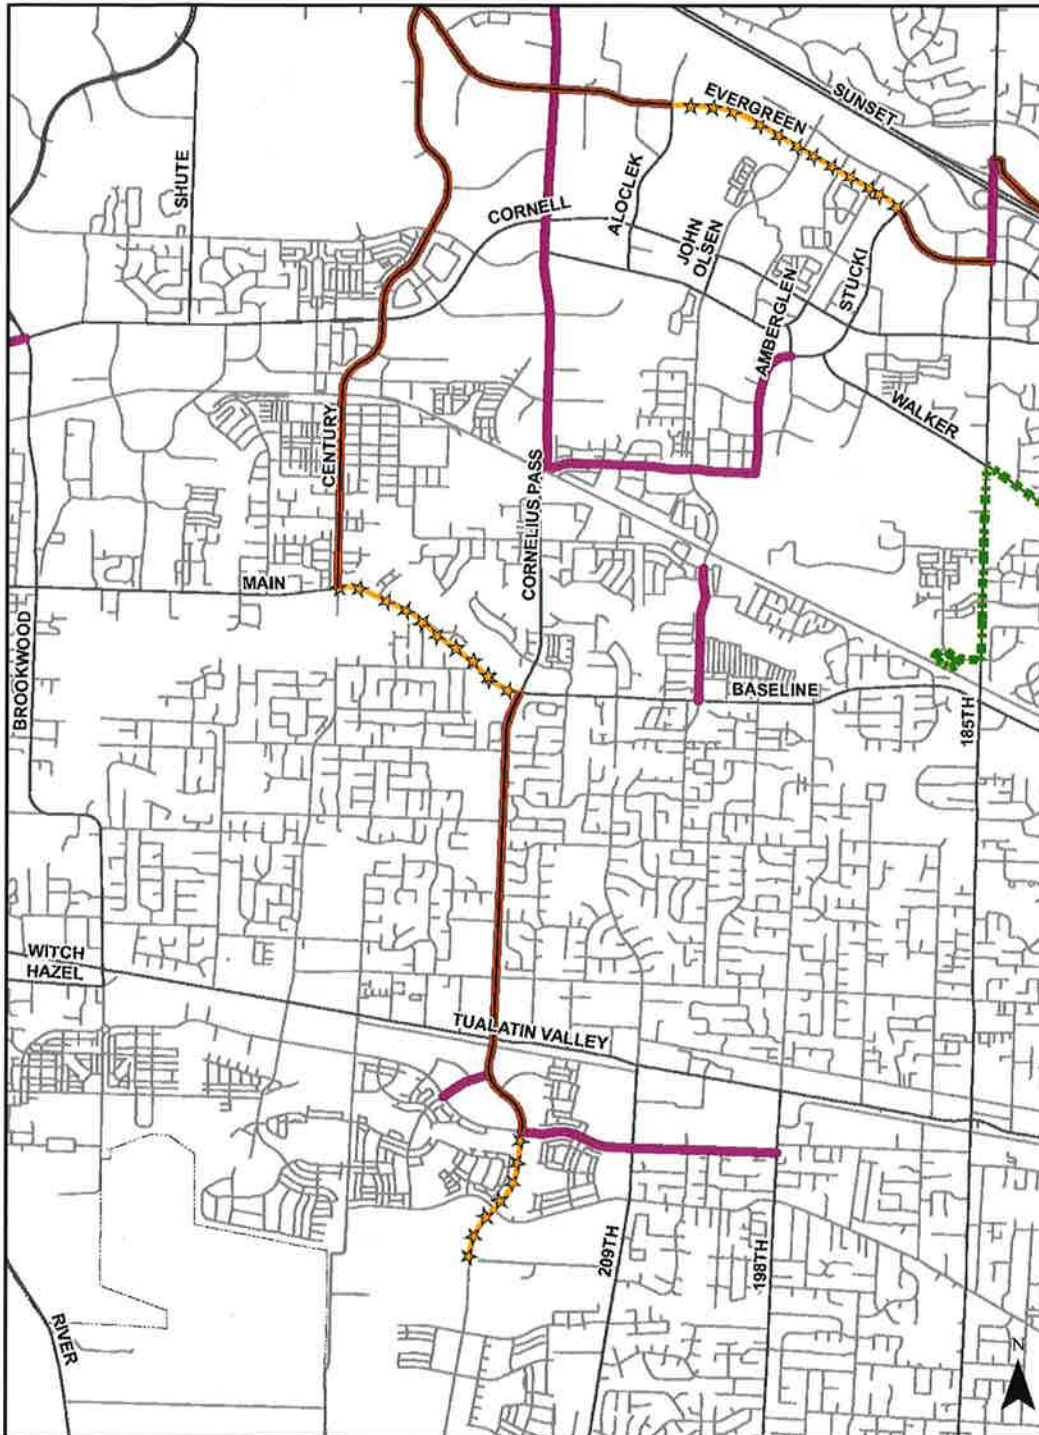 EVERGREEN
SUNSET
SHUTE
CORNELL
ALOCLEK
JOHN
OLSEN
STUCKI
AMBERGLEN
WALKER
CENTURY
CORNELIUS PASS
MAIN
BROOKWOOD
BASELINE
185TH
WITCH
HAZEL
TUALATIN VALLEY
209TH
198TH
RIVER
N